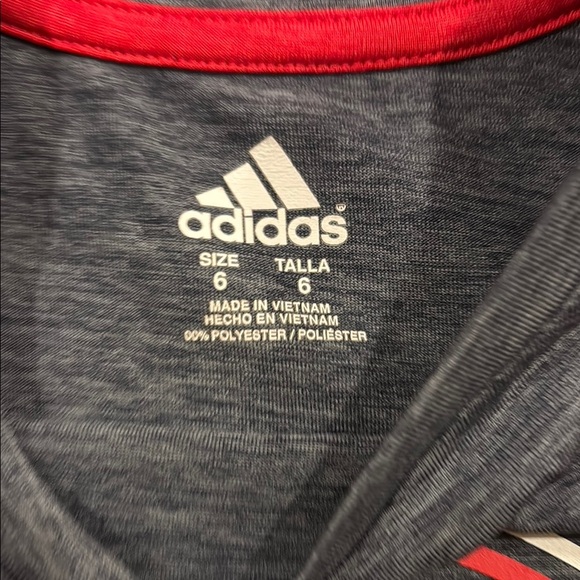 adidas®
SIZE TALLA
6 6
MADE IN VIETNAM
HECHO EN VIETNAM
00% POLYESTER / POLIÉSTER